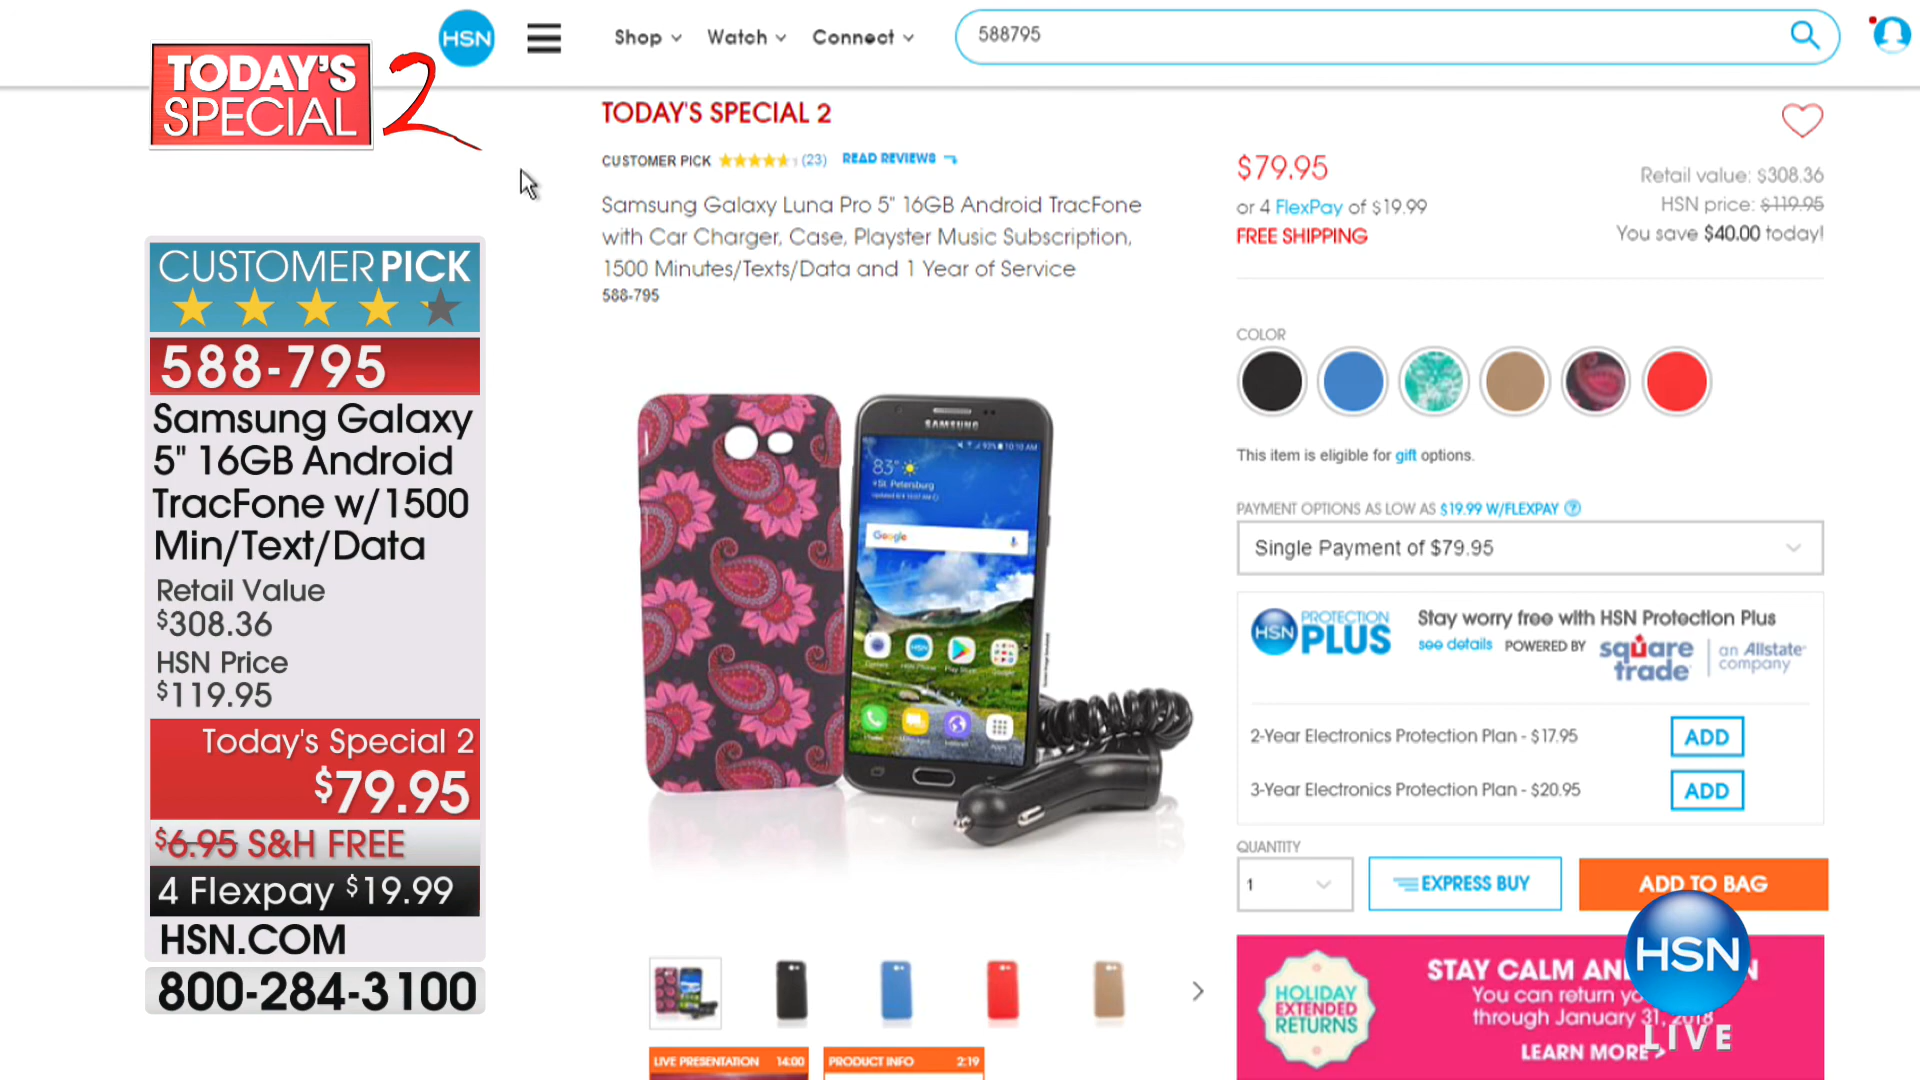 TODAY'S
SPECIAL 2
HSN
Shop
Watch
Connect
588795
CUSTOMER PICK
588-795
Samsung Galaxy
5" 16GB Android
TracFone w/1500
Min/Text/Data
Retail Value
$308.36
HSN Price
$119.95
Today's Special 2
$79.95
$6.95 S&H FREE
4 Flexpay $19.99
HSN.COM
800-284-3100
TODAY'S SPECIAL 2
CUSTOMER PICK (23) READ REVIEWS
Samsung Galaxy Luna Pro 5" 16GB Android TracFone
with Car Charger, Case, Playster Music Subscription,
1500 Minutes/Texts/Data and 1 Year of Service
588-795
SAMSUNG
93% 10:10 AM
83°
St. Petersburg
Google
LIVE PRESENTATION 14:00
PRODUCT INFO 2:19
$79.95
or 4 FlexPay of $19.99
FREE SHIPPING
Retail value: $308.36
HSN price: $119.95
You save $40.00 today!
COLOR
This item is eligible for gift options.
PAYMENT OPTIONS AS LOW AS $19.99 W/FLEXPAY ?
Single Payment of $79.95
HSN PROTECTION PLUS
Stay worry free with HSN Protection Plus
see details POWERED BY square trade an Allstate company
2-Year Electronics Protection Plan - $17.95 ADD
3-Year Electronics Protection Plan - $20.95 ADD
QUANTITY
1
EXPRESS BUY
ADD TO BAG
HOLIDAY
EXTENDED
RETURNS
STAY CALM AN
You can return yo
through January 31, 2018
LEARN MORE >
HSN
LIVE